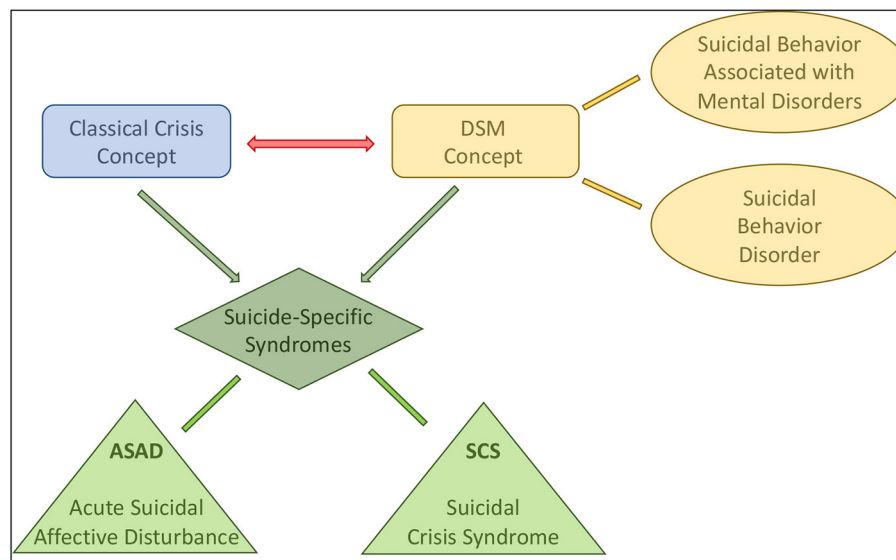 Suicidal Behavior
Associated with
Mental Disorders
Classical Crisis
Concept
DSM
Concept
Suicidal
Behavior
Disorder
Suicide-Specific
Syndromes
ASAD
Acute Suicidal
Affective Disturbance
SCS
Suicidal
Crisis Syndrome